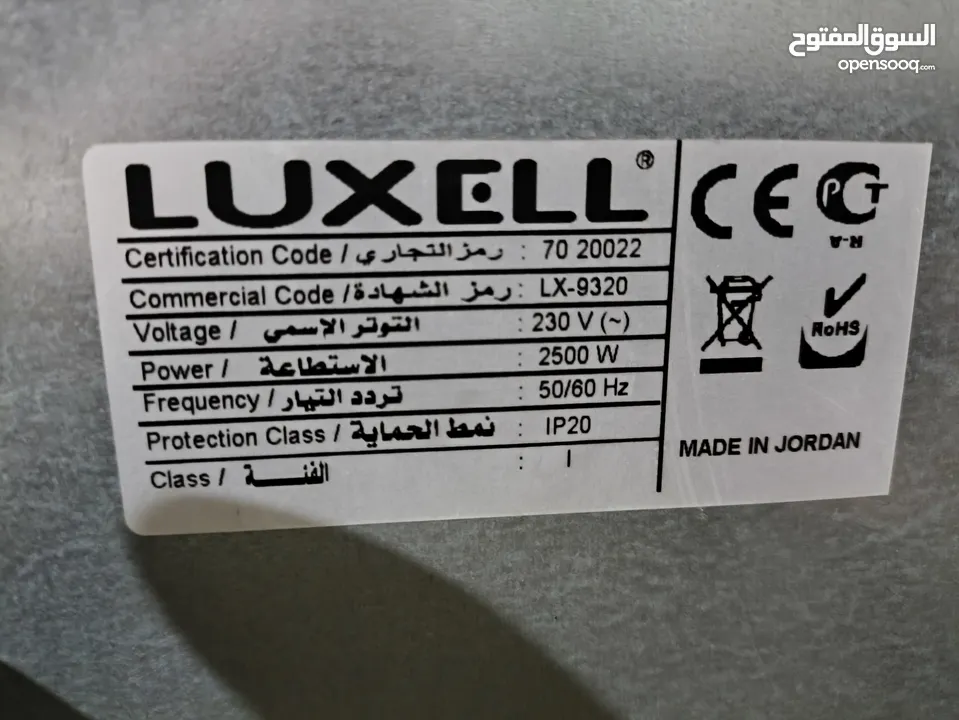 السوق المفتوح
opensooq.com
LUXELL®
Certification Code / رمز التجاري : 70 20022
Commercial Code / رمز الشهادة : LX-9320
Voltage / التوتر الاسمي : 230 V (~)
Power / الاستطاعة : 2500 W
Frequency / تردد التيار : 50/60 Hz
Protection Class / نمط الحماية : IP20
Class / الفئة : I
CE
PCT
R-A
RoHS
MADE IN JORDAN